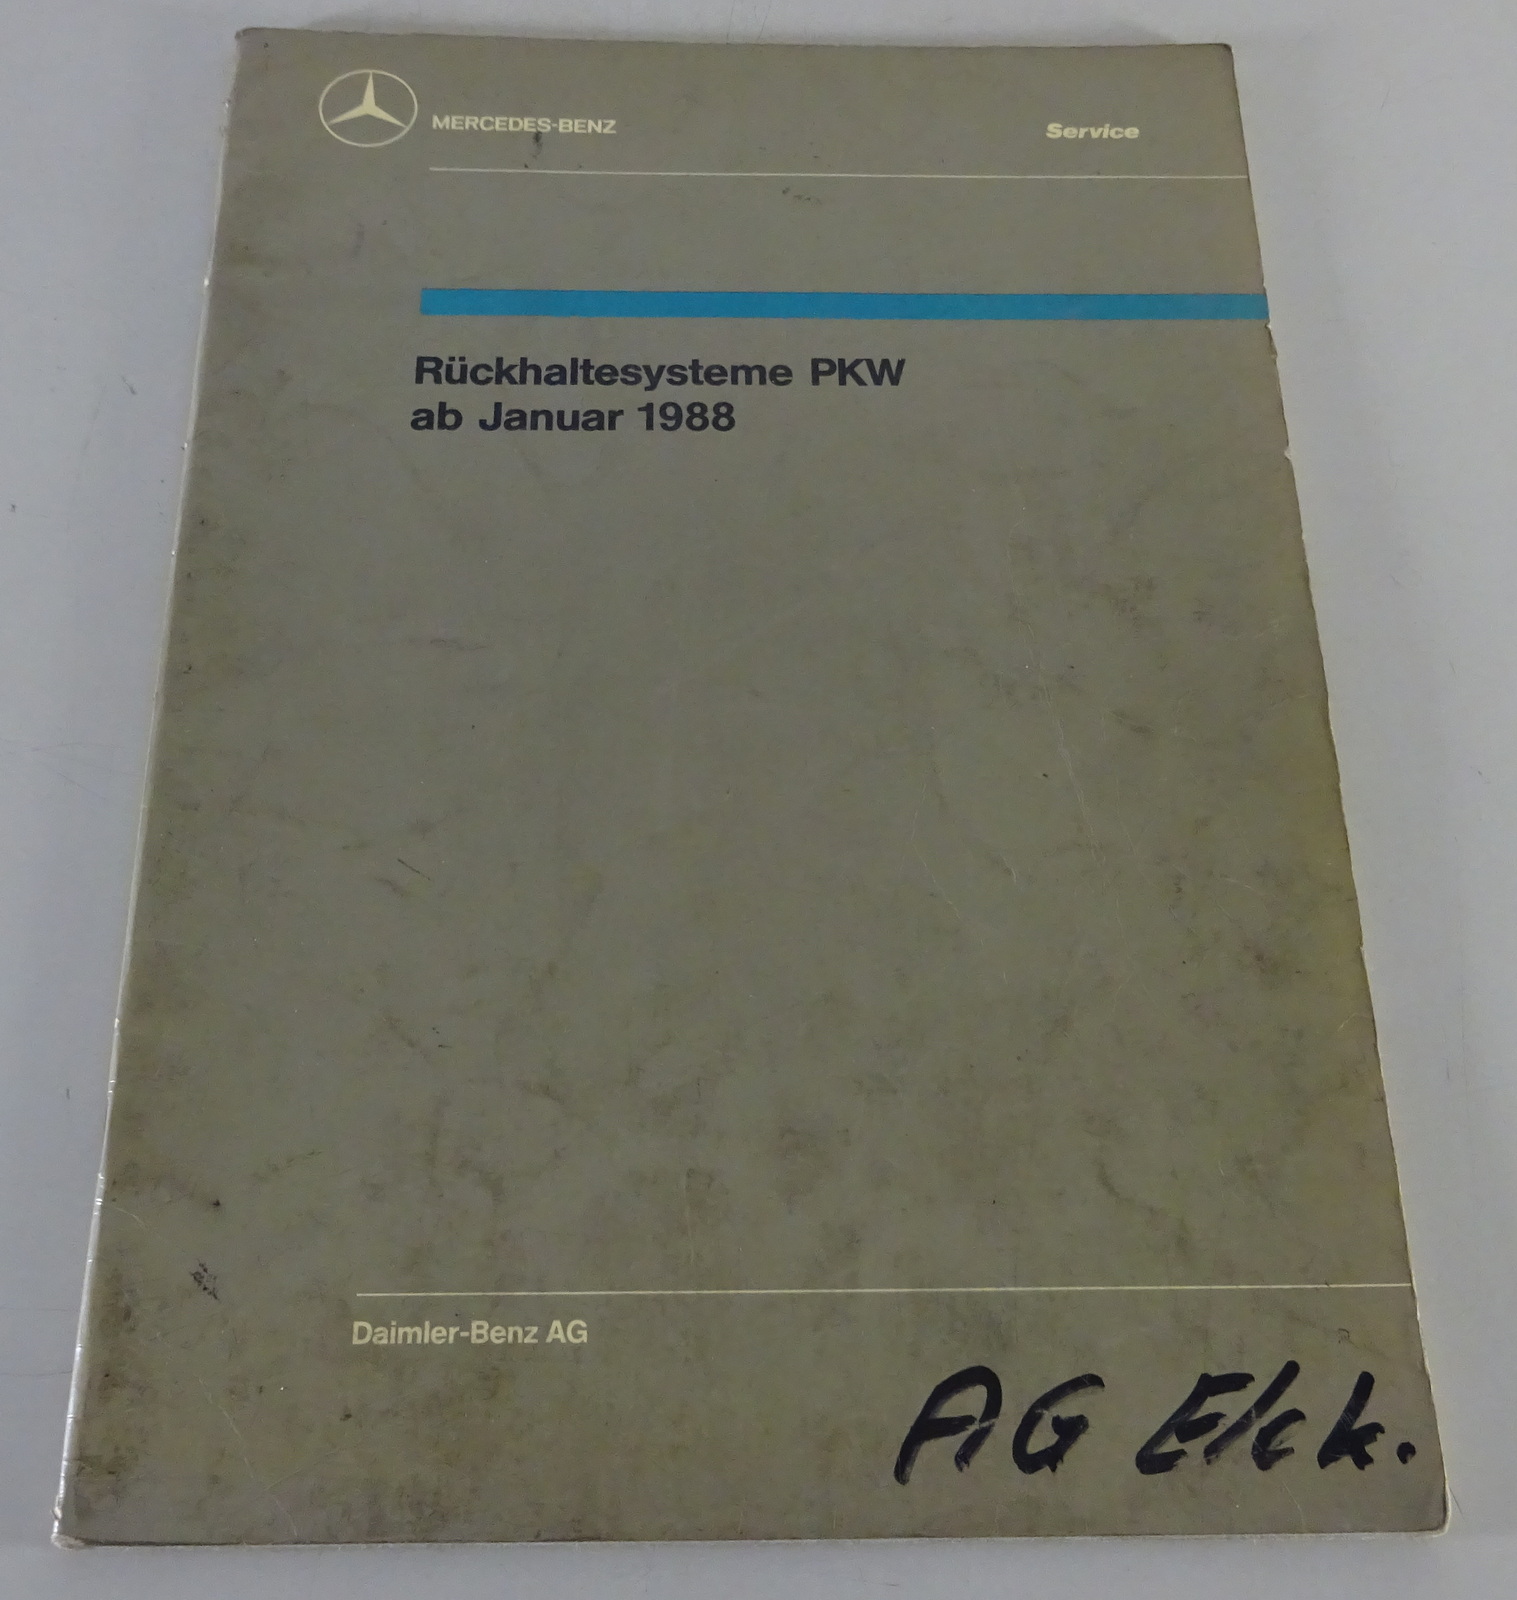 MERCEDES-BENZ
Service
Rückhaltesysteme PKW
ab Januar 1988
Daimler-Benz AG
AG Elek.